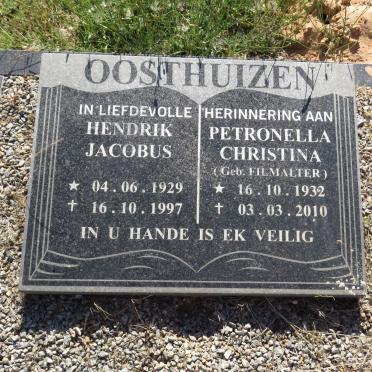 OOSTHUIZEN
IN LIEFDEVOLLE HERINNERING AAN
HENDRIK
JACOBUS
★ 04.06.1929
✝ 16.10.1997
PETRONELLA
CHRISTINA
(Geb. FILMALTER)
★ 16.10.1932
✝ 03.03.2010
IN U HANDE IS EK VEILIG